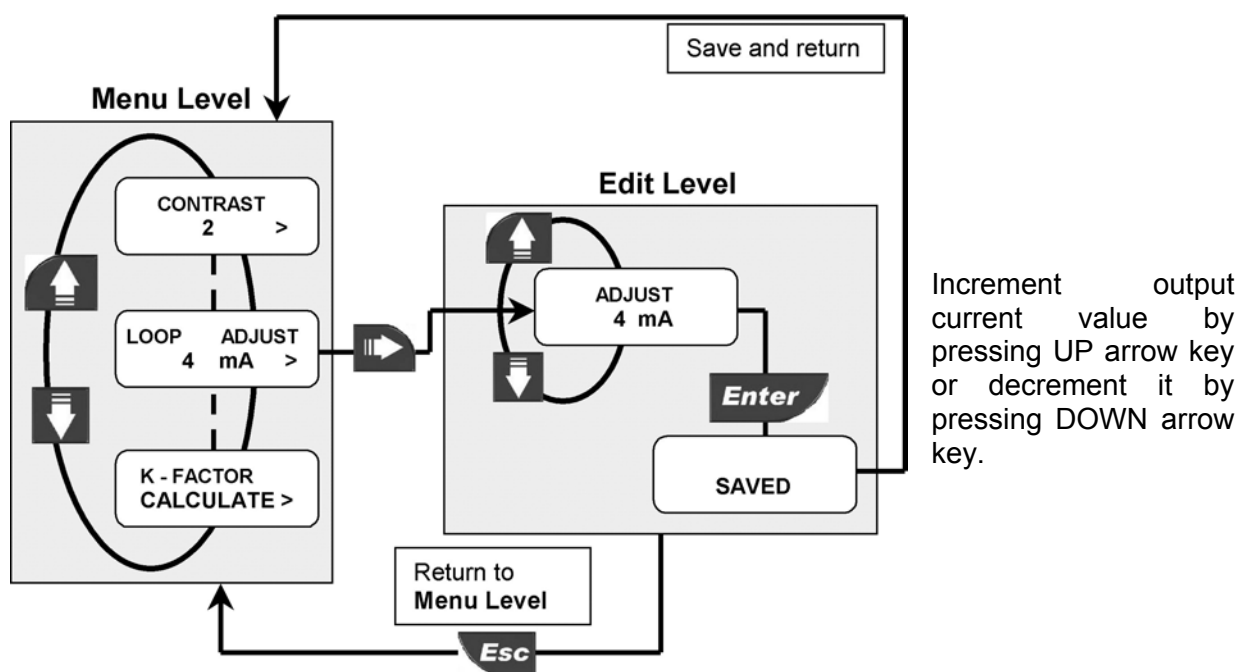 Save and return
Menu Level
CONTRAST
2 >
LOOP ADJUST
4 mA >
K - FACTOR
CALCULATE >
Edit Level
ADJUST
4 mA
Enter
SAVED
Return to
Menu Level
Esc
Increment output
current value by
pressing UP arrow key
or decrement it by
pressing DOWN arrow
key.